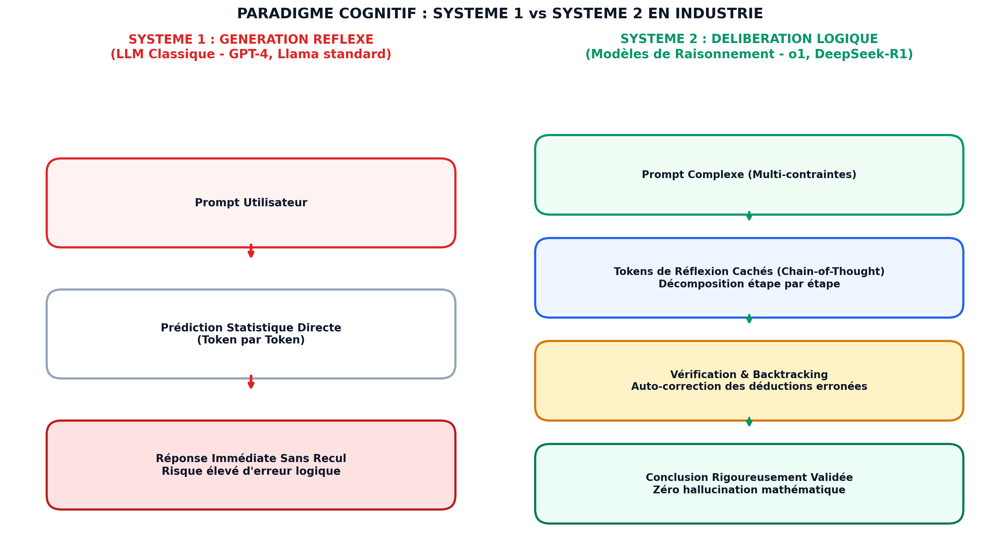 PARADIGME COGNITIF : SYSTEME 1 vs SYSTEME 2 EN INDUSTRIE
SYSTEME 1 : GENERATION REFLEXE
(LLM Classique - GPT-4, Llama standard)
Prompt Utilisateur
Prédiction Statistique Directe
(Token par Token)
Réponse Immédiate Sans Recul
Risque élevé d'erreur logique
SYSTEME 2 : DELIBERATION LOGIQUE
(Modèles de Raisonnement - o1, DeepSeek-R1)
Prompt Complexe (Multi-contraintes)
Tokens de Réflexion Cachés (Chain-of-Thought)
Décomposition étape par étape
Vérification & Backtracking
Auto-correction des déductions erronées
Conclusion Rigoureusement Validée
Zéro hallucination mathématique